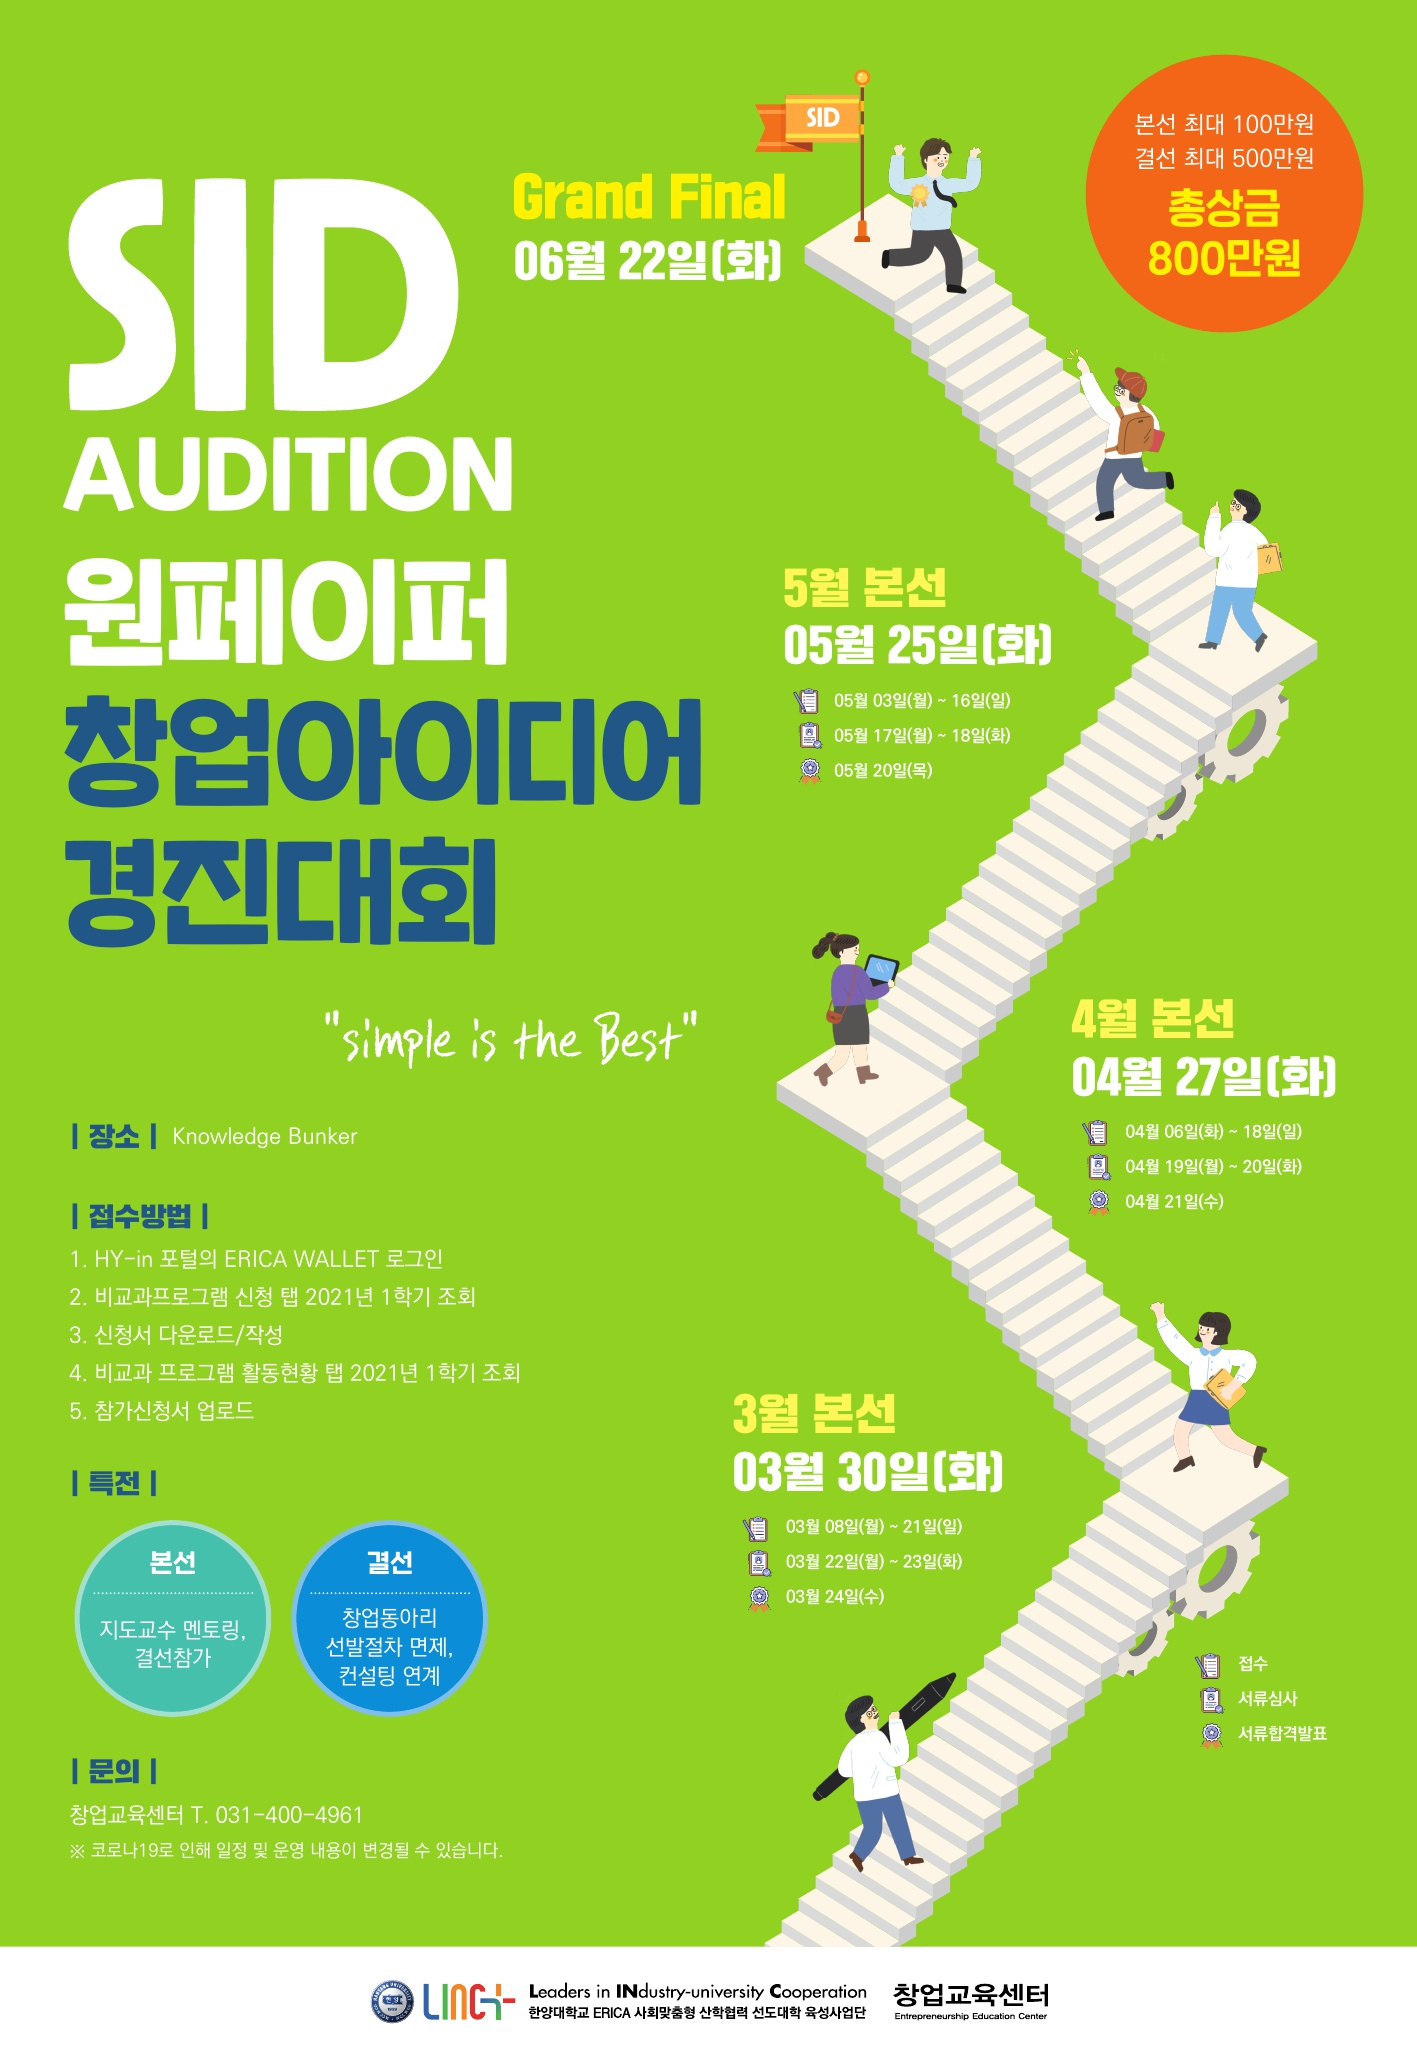 SID
본선 최대 100만원
결선 최대 500만원
총상금
800만원
Grand Final
06월 22일(화)
SID
AUDITION
원페이퍼
창업아이디어
경진대회
"simple is the Best"
5월 본선
05월 25일(화)
05월 03일(월) ~ 16일(일)
05월 17일(월) ~ 18일(화)
05월 20일(목)
4월 본선
04월 27일(화)
04월 06일(화) ~ 18일(일)
04월 19일(월) ~ 20일(화)
04월 21일(수)
3월 본선
03월 30일(화)
03월 08일(월) ~ 21일(일)
03월 22일(월) ~ 23일(화)
03월 24일(수)
접수
서류심사
서류합격발표
| 장소 | Knowledge Bunker
| 접수방법 |
1. HY-in 포털의 ERICA WALLET 로그인
2. 비교과프로그램 신청 탭 2021년 1학기 조회
3. 신청서 다운로드/작성
4. 비교과 프로그램 활동현황 탭 2021년 1학기 조회
5. 참가신청서 업로드
| 특전 |
본선
지도교수 멘토링,
결선참가
결선
창업동아리
선발절차 면제,
컨설팅 연계
| 문의 |
창업교육센터 T. 031-400-4961
※ 코로나19로 인해 일정 및 운영 내용이 변경될 수 있습니다.
LINC+
Leaders in INdustry-university Cooperation
한양대학교 ERICA 사회맞춤형 산학협력 선도대학 육성사업단
창업교육센터
Entrepreneurship Education Center